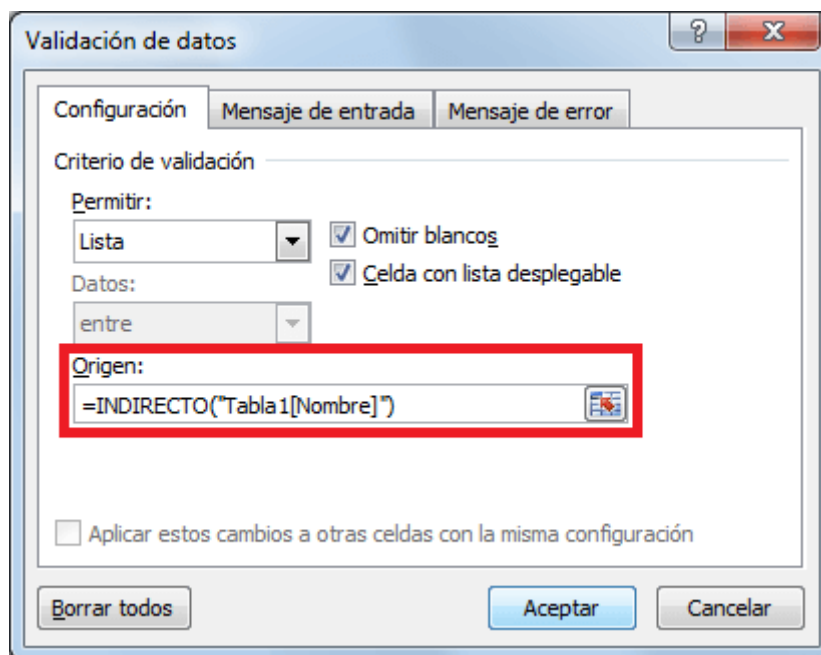 Validación de datos
?
Configuración
Mensaje de entrada
Mensaje de error
Criterio de validación
Permitir:
Lista
Omitir blancos
Celda con lista desplegable
Datos:
entre
Origen:
=INDIRECTO("Tabla1[Nombre]")
Aplicar estos cambios a otras celdas con la misma configuración
Borrar todos
Aceptar
Cancelar